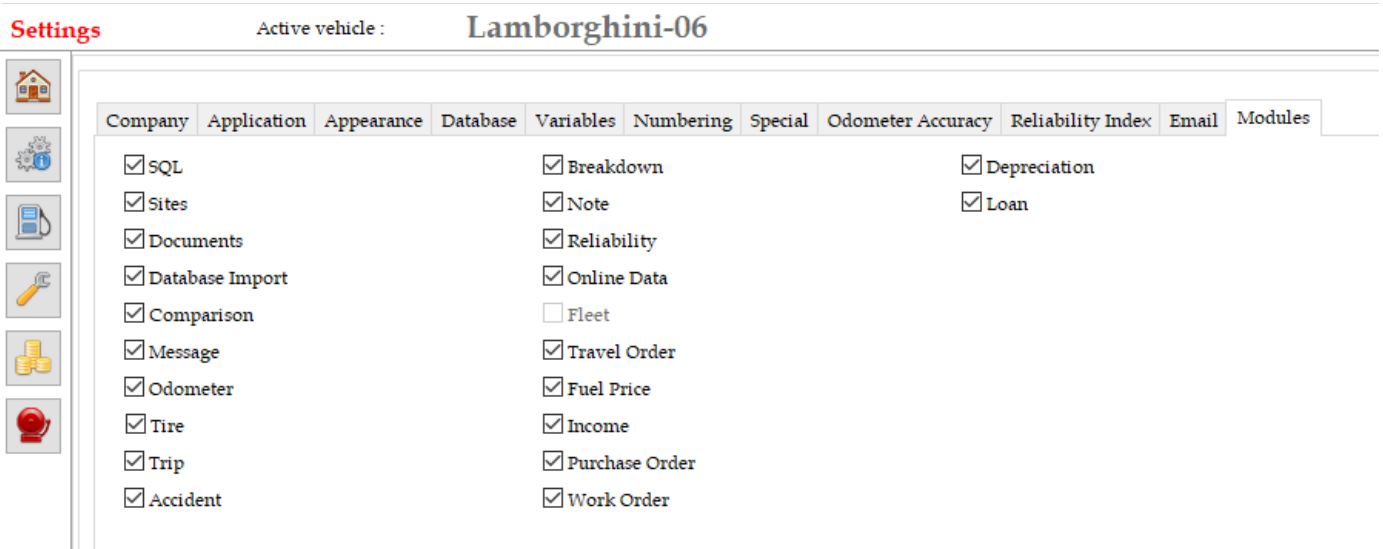 Settings Active vehicle : Lamborghini-06
Company Application Appearance Database Variables Numbering Special Odometer Accuracy Reliability Index Email Modules
SQL Breakdown Depreciation
Sites Note Loan
Documents Reliability
Database Import Online Data
Comparison Fleet
Message Travel Order
Odometer Fuel Price
Tire Income
Trip Purchase Order
Accident Work Order